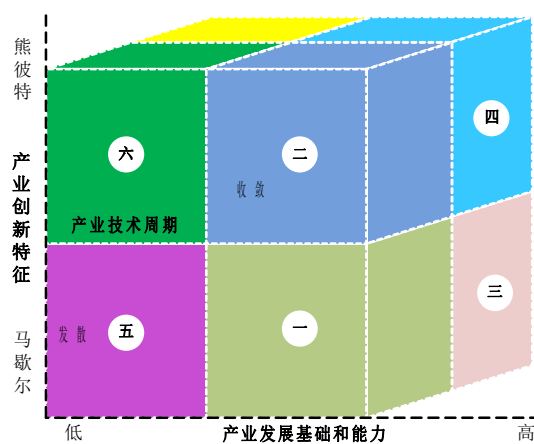 熊彼特
四
六
二
收敛
产业创新特征
产业技术周期
三
马歇尔
发散
五
一
低
产业发展基础和能力
高